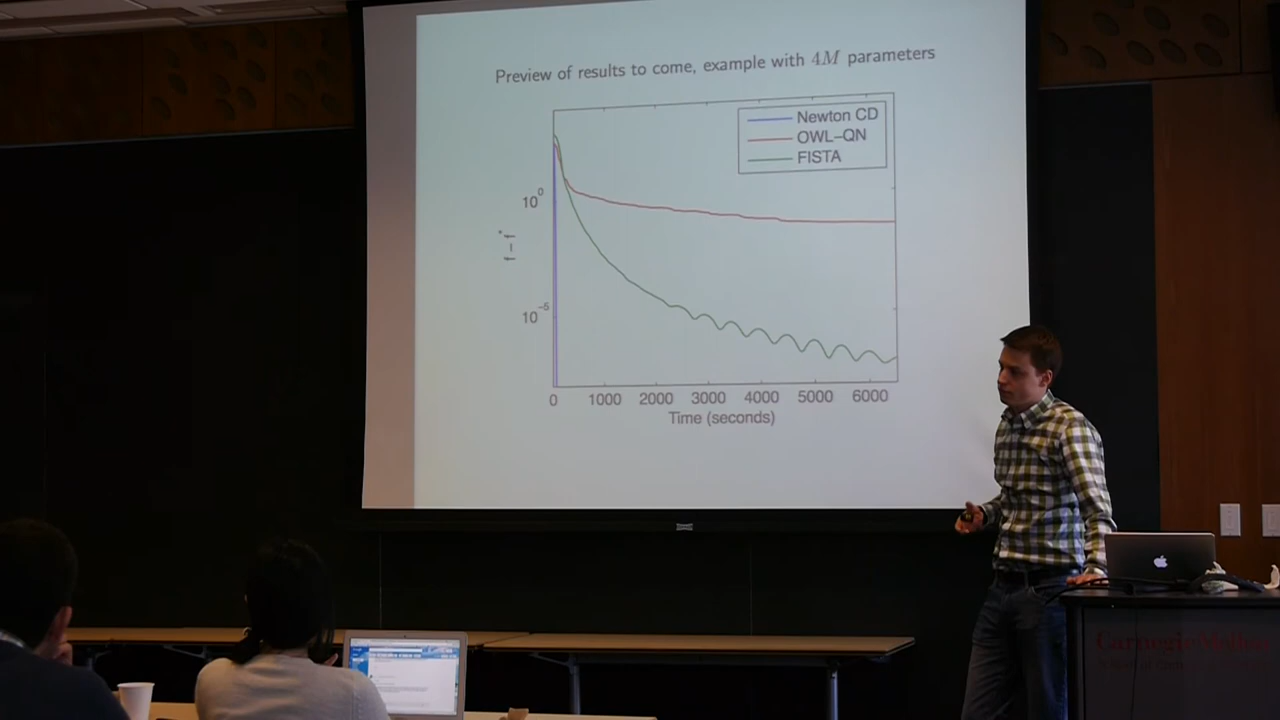 Preview of results to come, example with 4M parameters
Newton CD
OWL–QN
FISTA
10^0
f − f*
10^−5
0 1000 2000 3000 4000 5000 6000
Time (seconds)
Carnegie Mellon